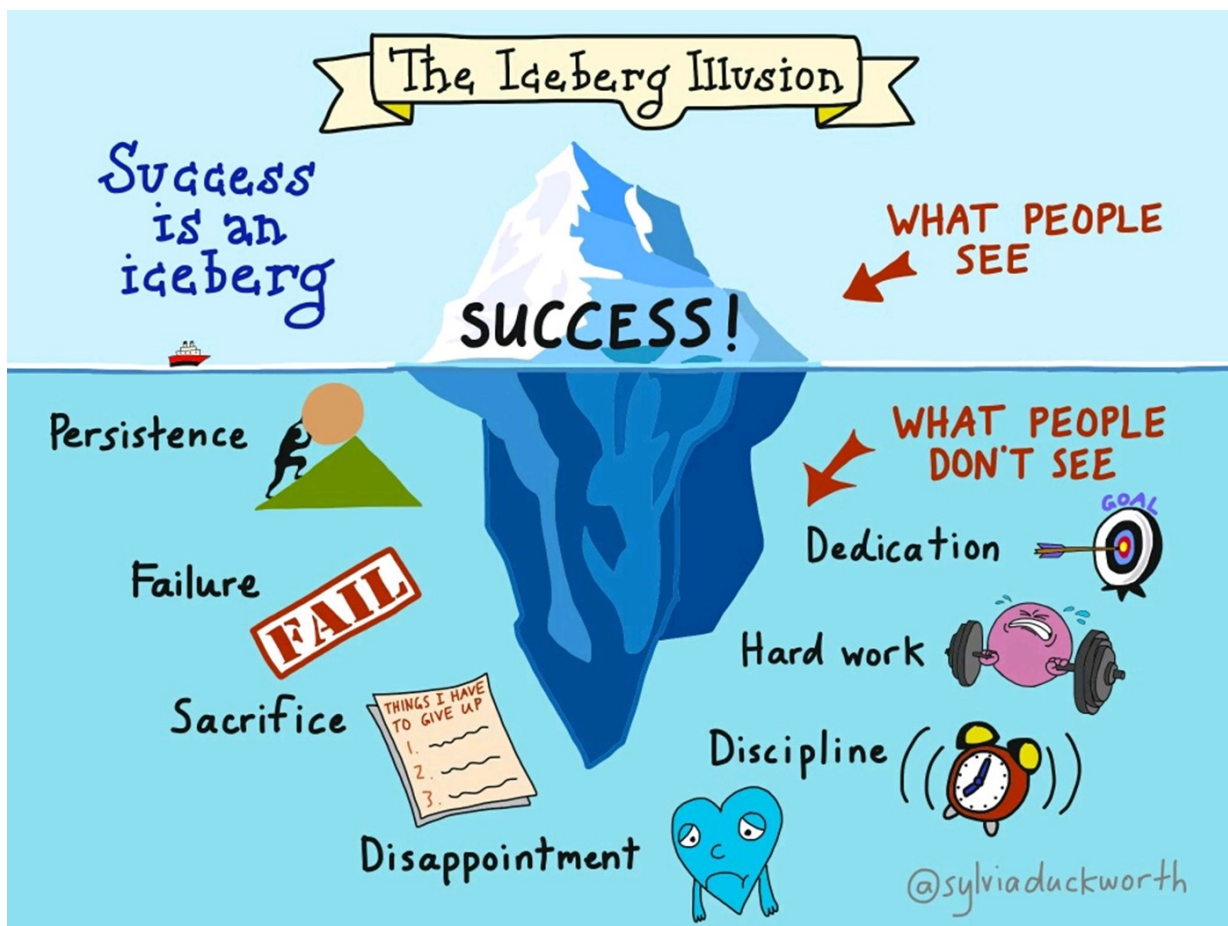 The Iceberg Illusion
Success
is an
iceberg
WHAT PEOPLE
SEE
SUCCESS!
Persistence
WHAT PEOPLE
DON'T SEE
GOAL
Dedication
Failure
FAIL
Hard work
Sacrifice
THINGS I HAVE
TO GIVE UP
1.
2.
3.
Discipline
Disappointment
@sylviaduckworth